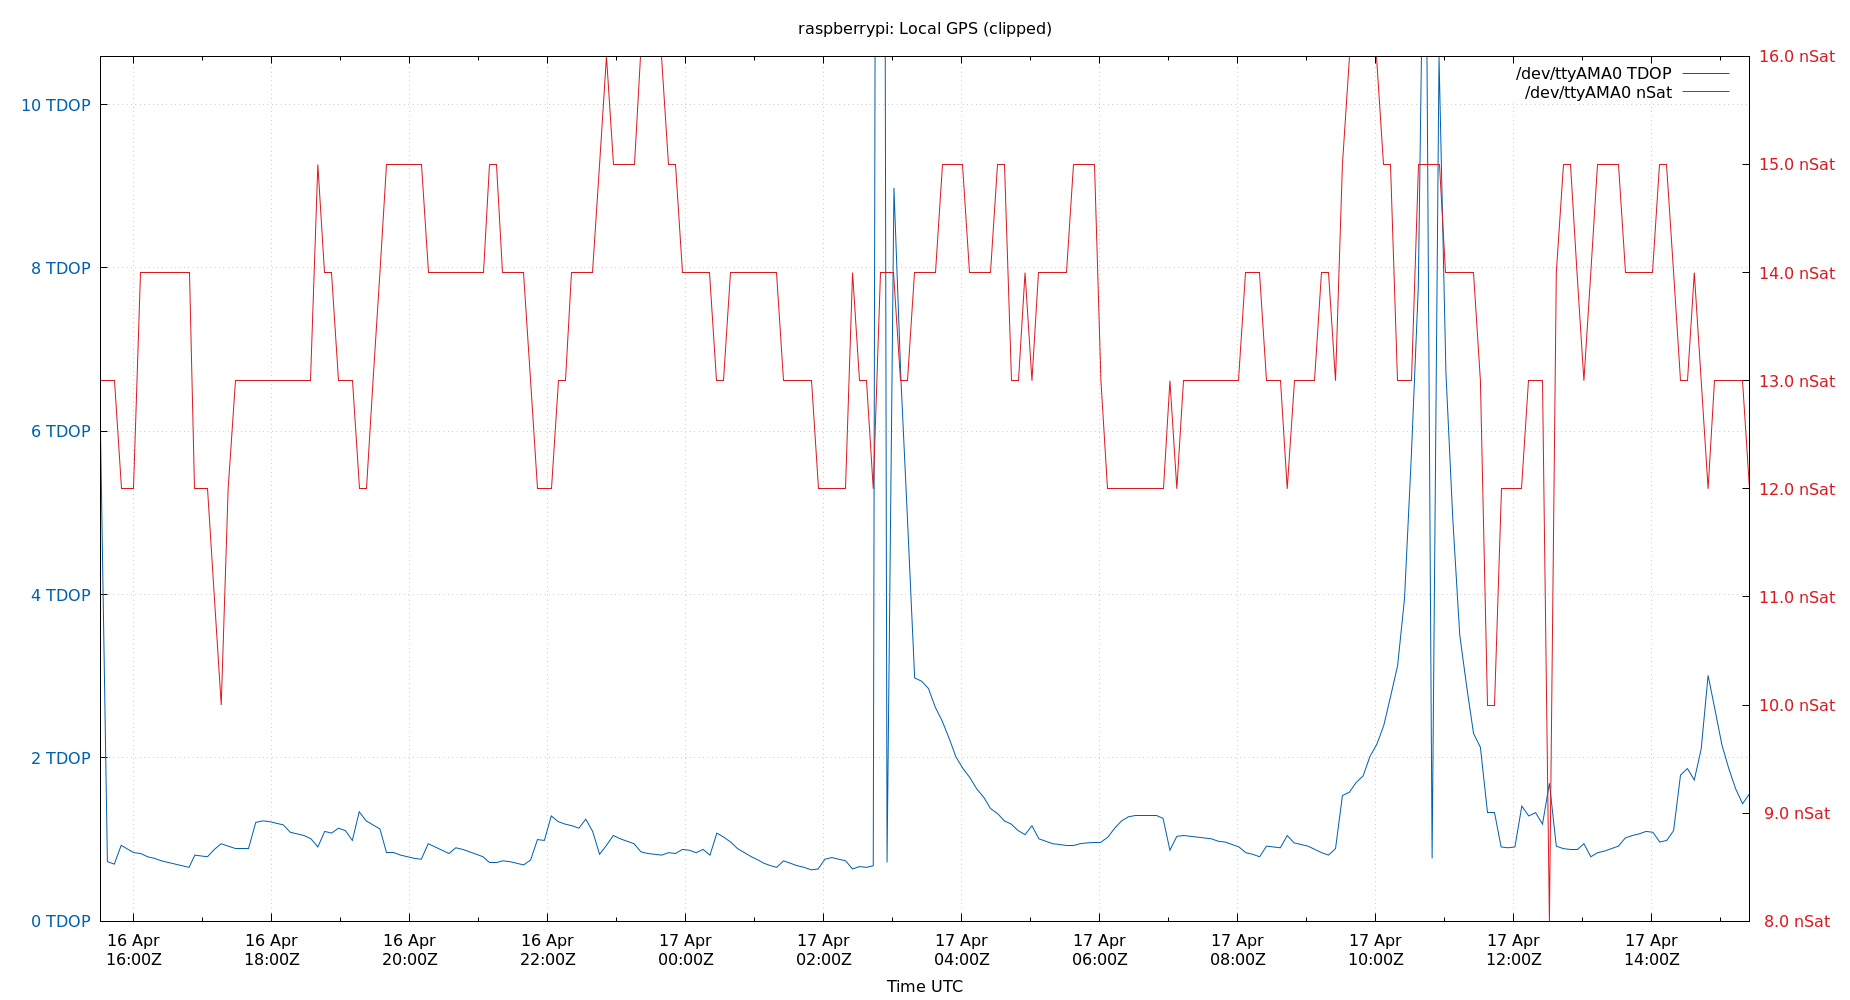 raspberrypi: Local GPS (clipped)
/dev/ttyAMA0 TDOP
/dev/ttyAMA0 nSat
10 TDOP
8 TDOP
6 TDOP
4 TDOP
2 TDOP
0 TDOP
16.0 nSat
15.0 nSat
14.0 nSat
13.0 nSat
12.0 nSat
11.0 nSat
10.0 nSat
9.0 nSat
8.0 nSat
16 Apr 16 Apr 16 Apr 16 Apr 17 Apr 17 Apr 17 Apr 17 Apr 17 Apr 17 Apr 17 Apr 17 Apr
16:00Z 18:00Z 20:00Z 22:00Z 00:00Z 02:00Z 04:00Z 06:00Z 08:00Z 10:00Z 12:00Z 14:00Z
Time UTC